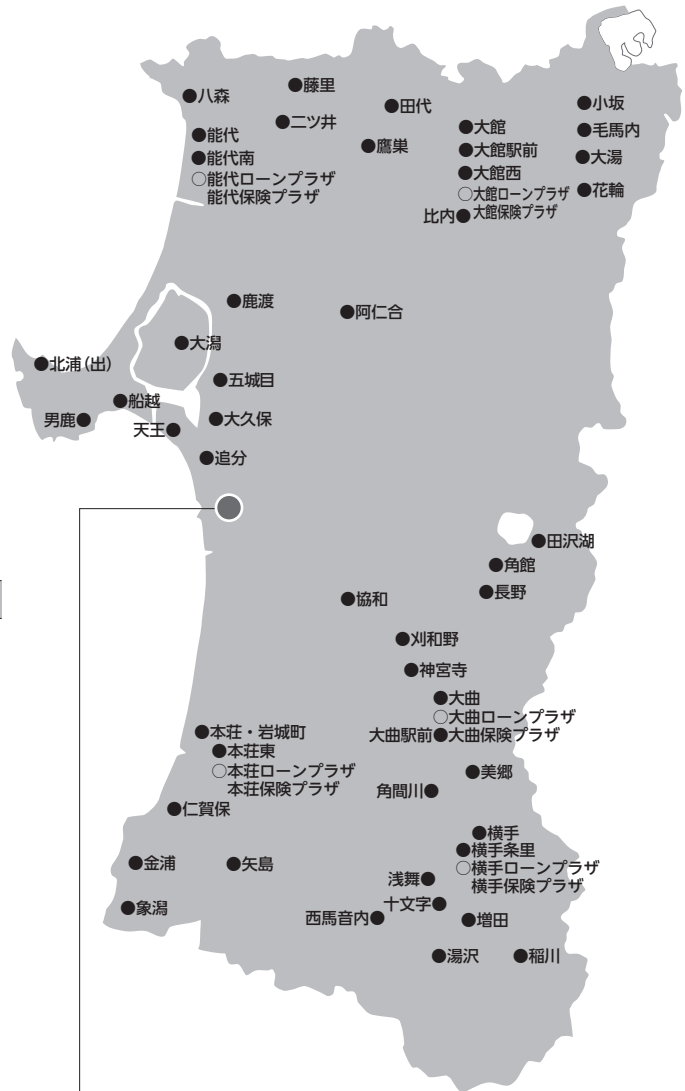 ●八森
●藤里
●二ツ井
●田代
●鷹巣
●能代
●能代南
○能代ローンプラザ
能代保険プラザ
●大館
●大館駅前
●大館西
○大館ローンプラザ
大館保険プラザ
比内●
●小坂
●毛馬内
●大湯
●花輪
●鹿渡
●阿仁合
●大潟
●北浦(出)
●五城目
●船越
男鹿●
天王●
●大久保
●追分
●田沢湖
●角館
●長野
●協和
●刈和野
●神宮寺
●大曲
○大曲ローンプラザ
大曲駅前●大曲保険プラザ
●本荘・岩城町
●本荘東
○本荘ローンプラザ
本荘保険プラザ
●美郷
角間川●
●仁賀保
●横手
●横手条里
○横手ローンプラザ
横手保険プラザ
●金浦
●矢島
浅舞●
●象潟
十文字●
西馬音内●
●増田
●湯沢
●稲川